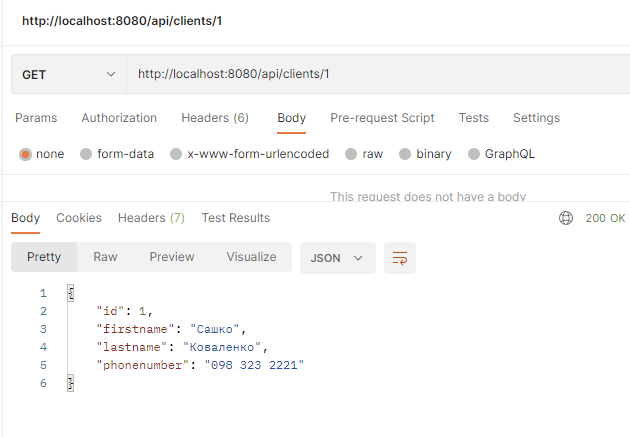 http://localhost:8080/api/clients/1
GET http://localhost:8080/api/clients/1
Params Authorization Headers (6) Body Pre-request Script Tests Settings
none form-data x-www-form-urlencoded raw binary GraphQL
This request does not have a body
Body Cookies Headers (7) Test Results 200 OK
Pretty Raw Preview Visualize JSON
1 {
2 "id": 1,
3 "firstname": "Сашко",
4 "lastname": "Коваленко",
5 "phonenumber": "098 323 2221"
6 }